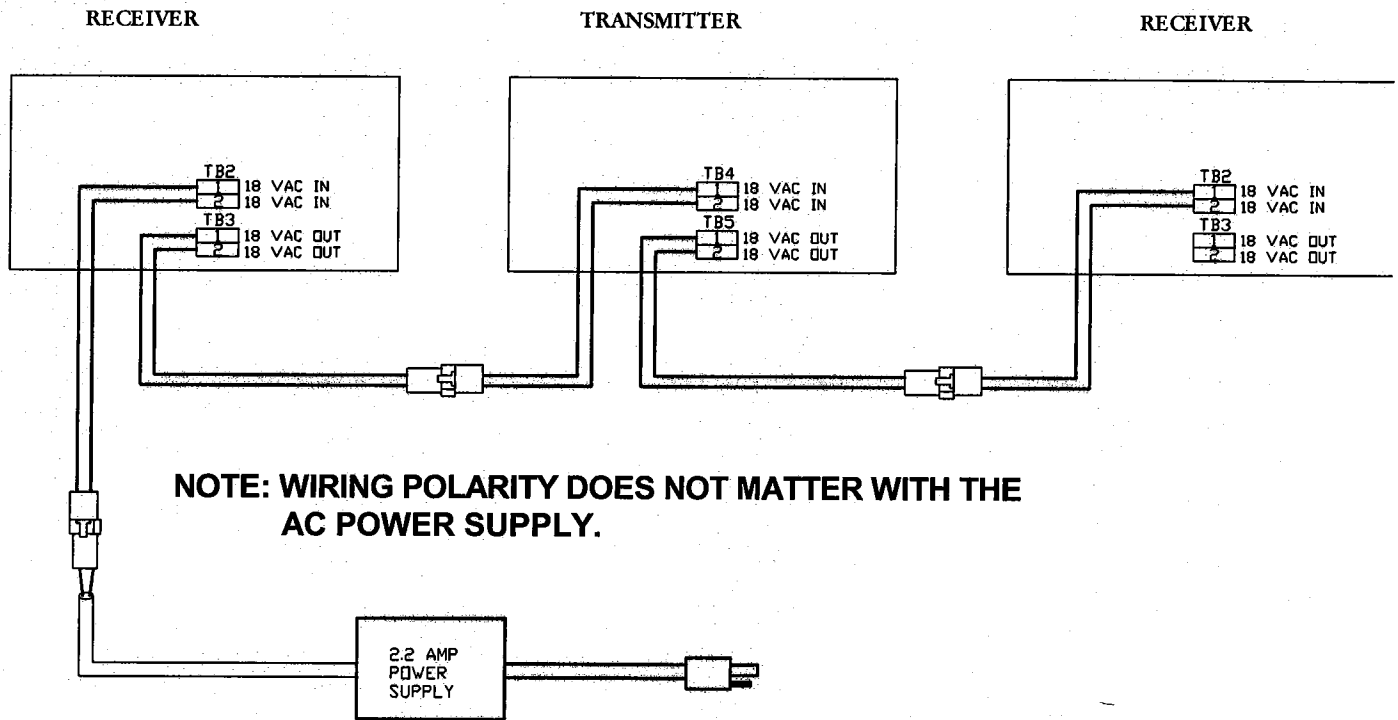 RECEIVER
TRANSMITTER
RECEIVER
TB2
1 18 VAC IN
2 18 VAC IN
TB3
1 18 VAC OUT
2 18 VAC OUT
TB4
1 18 VAC IN
2 18 VAC IN
TB5
1 18 VAC OUT
2 18 VAC OUT
TB2
1 18 VAC IN
2 18 VAC IN
TB3
1 18 VAC OUT
2 18 VAC OUT
NOTE: WIRING POLARITY DOES NOT MATTER WITH THE
AC POWER SUPPLY.
2.2 AMP
POWER
SUPPLY